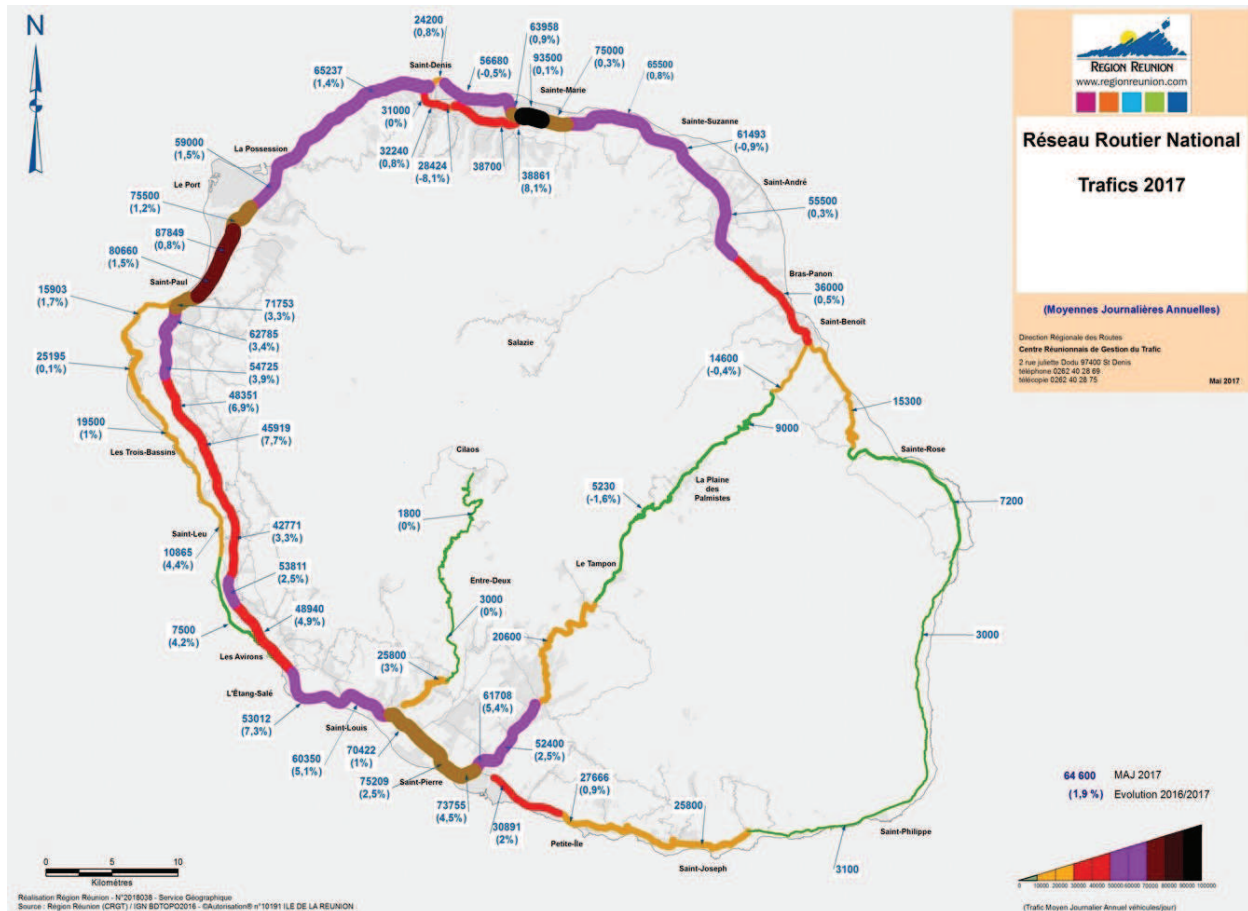 N
24200
(0,8%)
63958
(0,9%)
93500
(0,1%)
75000
(0,3%)
65500
(0,8%)
56680
(-0,5%)
65237
(1,4%)
Saint-Denis
Sainte-Marie
Sainte-Suzanne
31000
(0%)
32240
(0,8%)
28424
(-8,1%)
38700
38861
(8,1%)
61493
(-0,9%)
59000
(1,5%)
La Possession
Le Port
Saint-André
75500
(1,2%)
55500
(0,3%)
87849
(0,8%)
80660
(1,5%)
Saint-Paul
Bras-Panon
36000
(0,5%)
15903
(1,7%)
71753
(3,3%)
Saint-Benoît
62785
(3,4%)
Salazie
25195
(0,1%)
54725
(3,9%)
14600
(-0,4%)
48351
(6,9%)
15300
19500
(1%)
45919
(7,7%)
9000
Les Trois-Bassins
Cilaos
Sainte-Rose
La Plaine
des
Palmistes
5230
(-1,6%)
7200
1800
(0%)
Saint-Leu
42771
(3,3%)
10865
(4,4%)
53811
(2,5%)
Le Tampon
Entre-Deux
3000
(0%)
48940
(4,9%)
7500
(4,2%)
20600
3000
Les Avirons
25800
(3%)
L'Étang-Salé
61708
(5,4%)
53012
(7,3%)
Saint-Louis
52400
(2,5%)
60350
(5,1%)
70422
(1%)
75209
(2,5%)
Saint-Pierre
73755
(4,5%)
27666
(0,9%)
25800
30891
(2%)
Petite-Île
Saint-Joseph
Saint-Philippe
3100
REGION REUNION
www.regionreunion.com
Réseau Routier National
Trafics 2017
(Moyennes Journalières Annuelles)
Direction Régionale des Routes
Centre Réunionnais de Gestion du Trafic
2 rue juliette Dodu 97400 St Denis
téléphone 0262 40 28 69
télécopie 0262 40 28 75
Mai 2017
64 600 MAJ 2017
(1,9 %) Evolution 2016/2017
0 10000 20000 30000 40000 50000 60000 70000 80000 90000 100000
(Trafic Moyen Journalier Annuel véhicules/jour)
0 5 10
Kilomètres
Réalisation Région Réunion - N°2018038 - Service Géographique
Source : Région Réunion (CRGT) / IGN BDTOPO2016 - ©Autorisation® n°10191 ILE DE LA REUNION